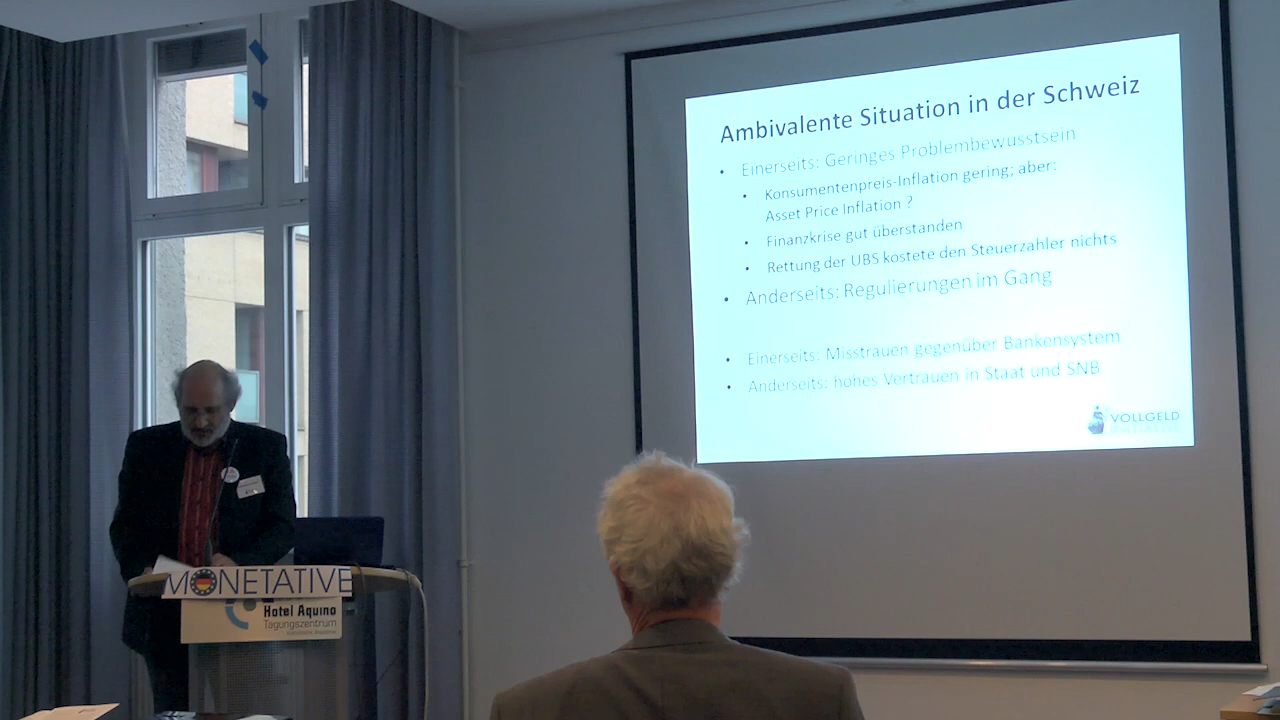 Ambivalente Situation in der Schweiz
• Einerseits: Geringes Problembewusstsein
• Konsumentenpreis-Inflation gering; aber:
Asset Price Inflation ?
• Finanzkrise gut überstanden
• Rettung der UBS kostete den Steuerzahler nichts
• Anderseits: Regulierungen im Gang
• Einerseits: Misstrauen gegenüber Bankensystem
• Anderseits: hohes Vertrauen in Staat und SNB
VOLLGELD
INITIATIVE
MONETATIVE
Hotel Aquino
Tagungszentrum